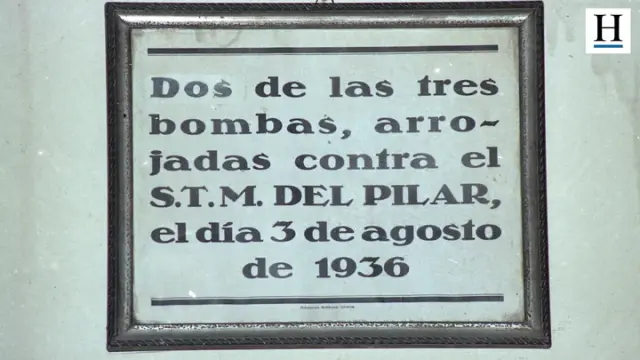 H
Dos de las tres
bombas, arro-
jadas contra el
S.T.M. DEL PILAR,
el día 3 de agosto
de 1936